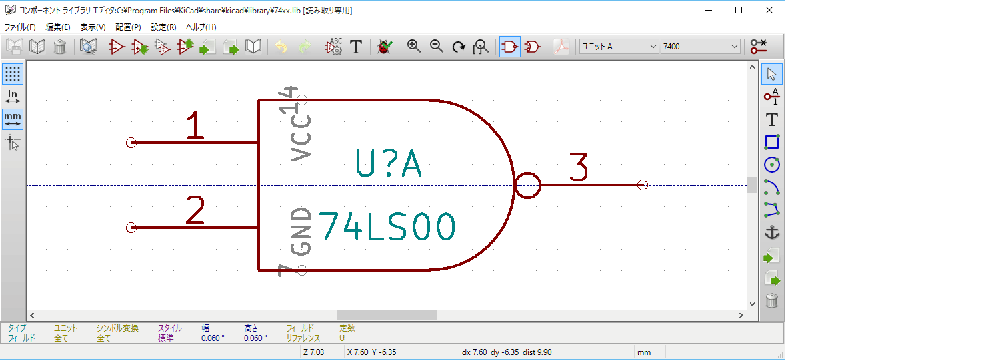 コンポーネント ライブラリ エディタ: C:¥Program Files¥KiCad¥share¥kicad¥library¥74xx.lib [読み取り専用]
ファイル(F) 編集(E) 表示(V) 配置(P) 設定(R) ヘルプ(H)
T ユニット A 7400
In
mm
T
14
VCC
1
U?A
3
2
74LS00
GND
7
タイプ ユニット シンボル変換 スタイル 幅 高さ フィールド 定数
フィールド 全て 全て 標準 0.060 " 0.060 " リファレンス U
Z 7.03 X 7.60 Y -6.35 dx 7.60 dy -6.35 dist 9.90 mm